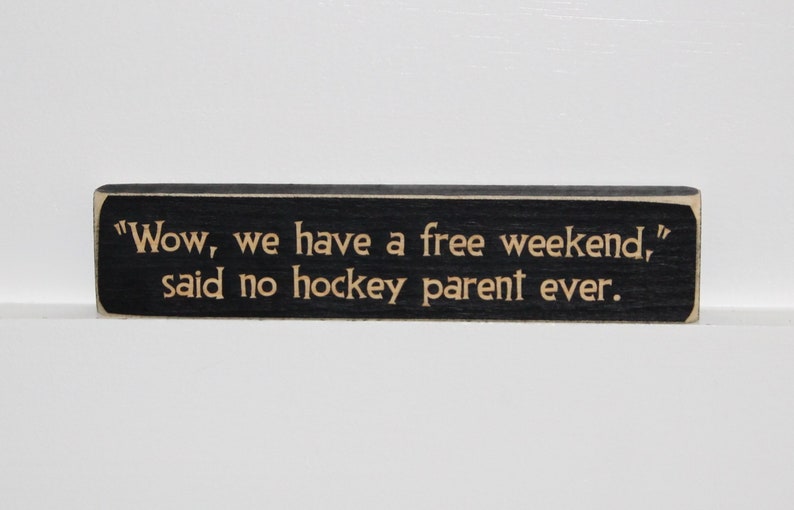 "Wow, we have a free weekend,"
said no hockey parent ever.